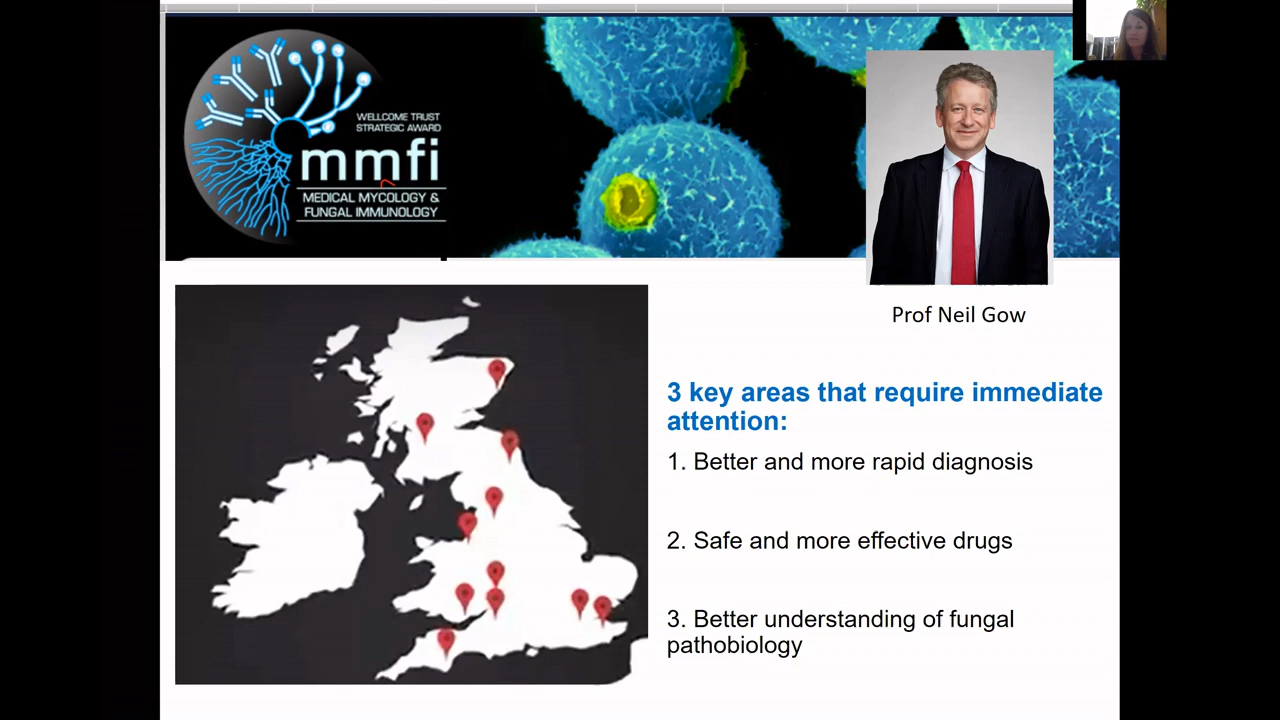 WELLCOME TRUST
STRATEGIC AWARD
mmfi
MEDICAL MYCOLOGY &
FUNGAL IMMUNOLOGY
Prof Neil Gow
3 key areas that require immediate
attention:
1. Better and more rapid diagnosis
2. Safe and more effective drugs
3. Better understanding of fungal
pathobiology